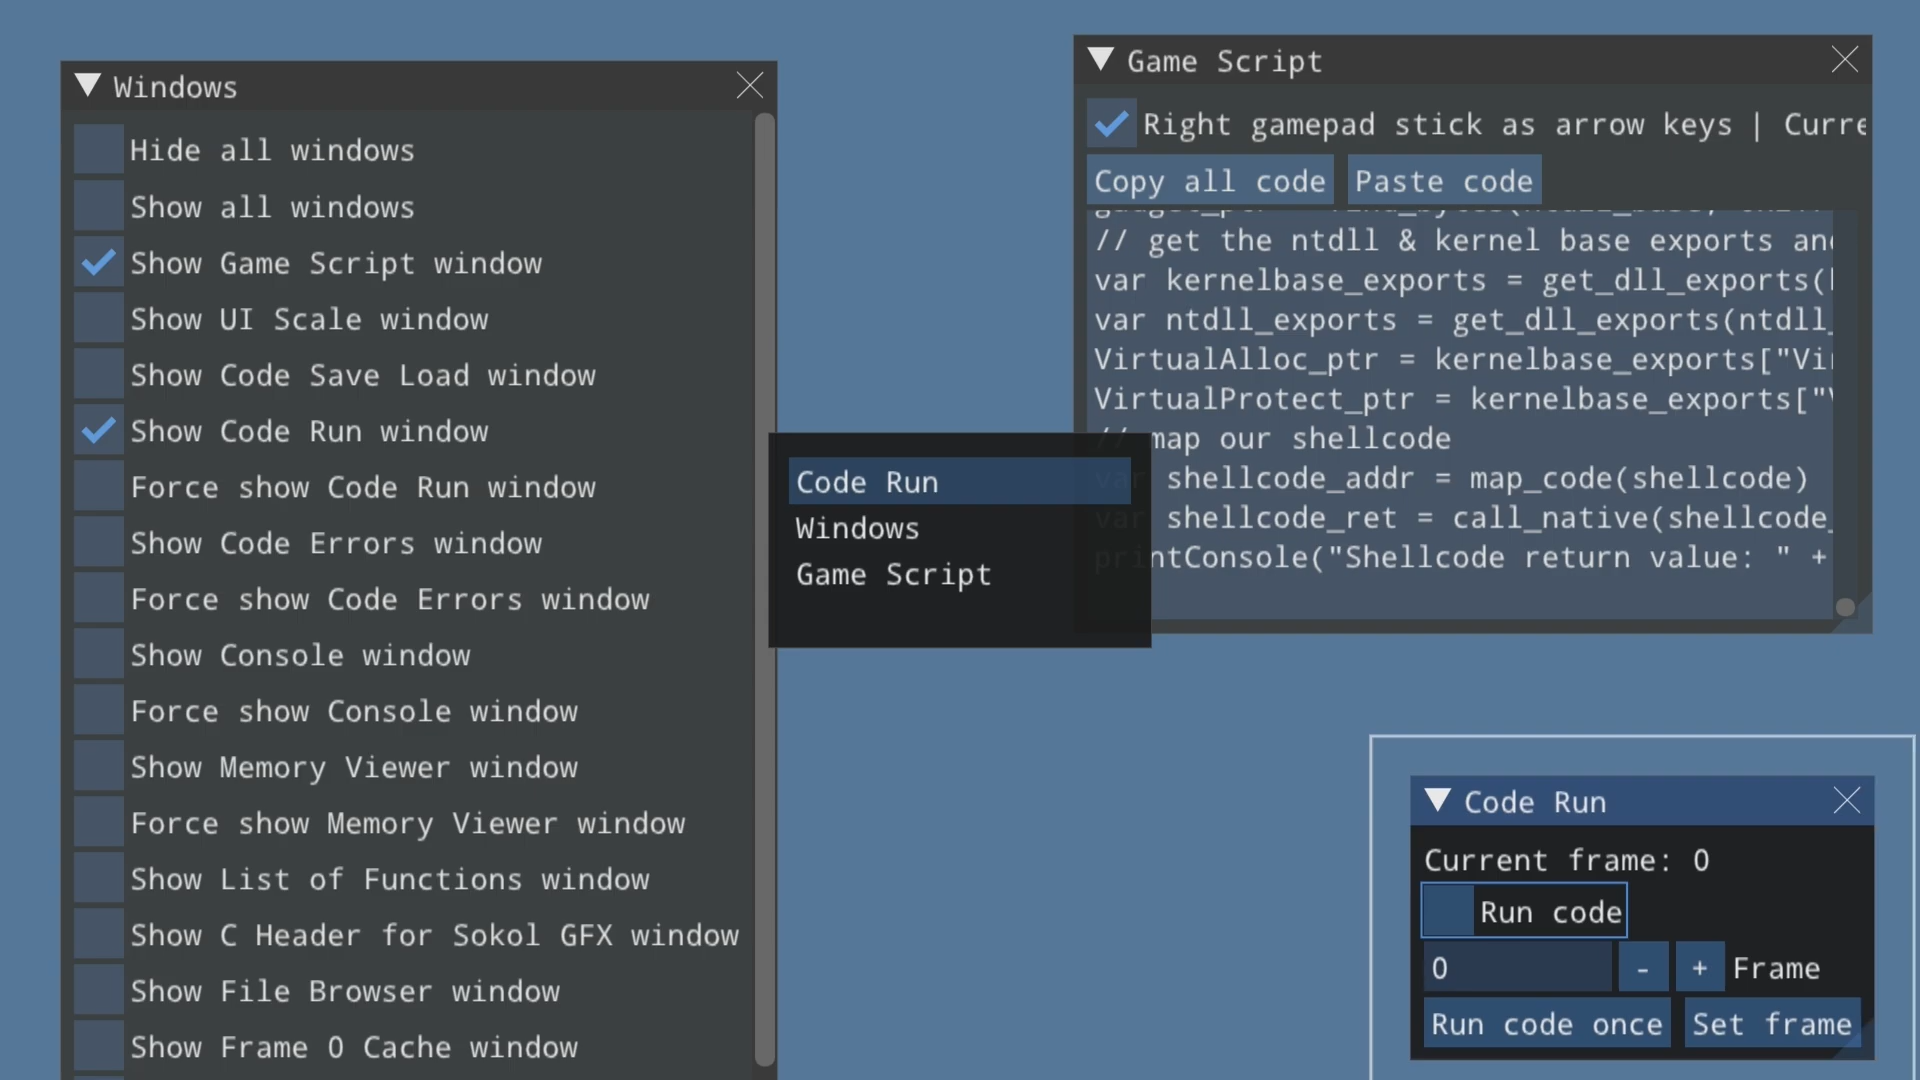 Windows
Hide all windows
Show all windows
Show Game Script window
Show UI Scale window
Show Code Save Load window
Show Code Run window
Force show Code Run window
Show Code Errors window
Force show Code Errors window
Show Console window
Force show Console window
Show Memory Viewer window
Force show Memory Viewer window
Show List of Functions window
Show C Header for Sokol GFX window
Show File Browser window
Show Frame 0 Cache window
Code Run
Windows
Game Script
Game Script
Right gamepad stick as arrow keys | Curre
Copy all code Paste code
// get the ntdll & kernel base exports and
var kernelbase_exports = get_dll_exports(
var ntdll_exports = get_dll_exports(ntdll_
VirtualAlloc_ptr = kernelbase_exports["Vi
VirtualProtect_ptr = kernelbase_exports["V
// map our shellcode
var shellcode_addr = map_code(shellcode)
var shellcode_ret = call_native(shellcode_
printConsole("Shellcode return value: " +
Code Run
Current frame: 0
Run code
0 - + Frame
Run code once Set frame